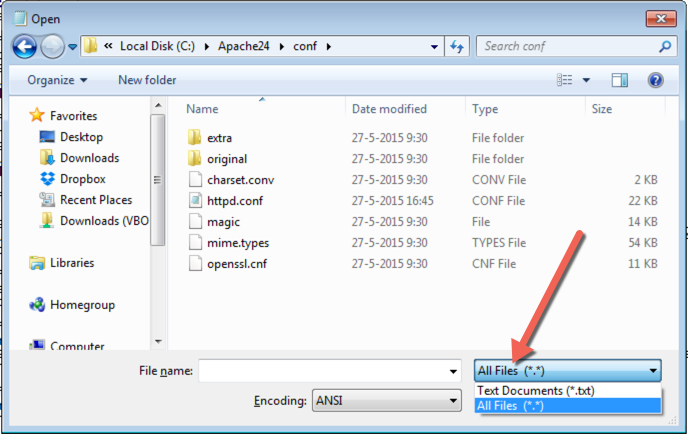 Open
« Local Disk (C:) ▸ Apache24 ▸ conf ▸
Search conf
Organize ▾ New folder
Favorites
Desktop
Downloads
Dropbox
Recent Places
Downloads (VBO
Libraries
Homegroup
Computer
Name Date modified Type Size
extra 27-5-2015 9:30 File folder
original 27-5-2015 9:30 File folder
charset.conv 27-5-2015 9:30 CONV File 2 KB
httpd.conf 27-5-2015 16:45 CONF File 22 KB
magic 27-5-2015 9:30 File 14 KB
mime.types 27-5-2015 9:30 TYPES File 54 KB
openssl.cnf 27-5-2015 9:30 CNF File 11 KB
File name:
All Files (*.*)
Text Documents (*.txt)
All Files (*.*)
Encoding: ANSI